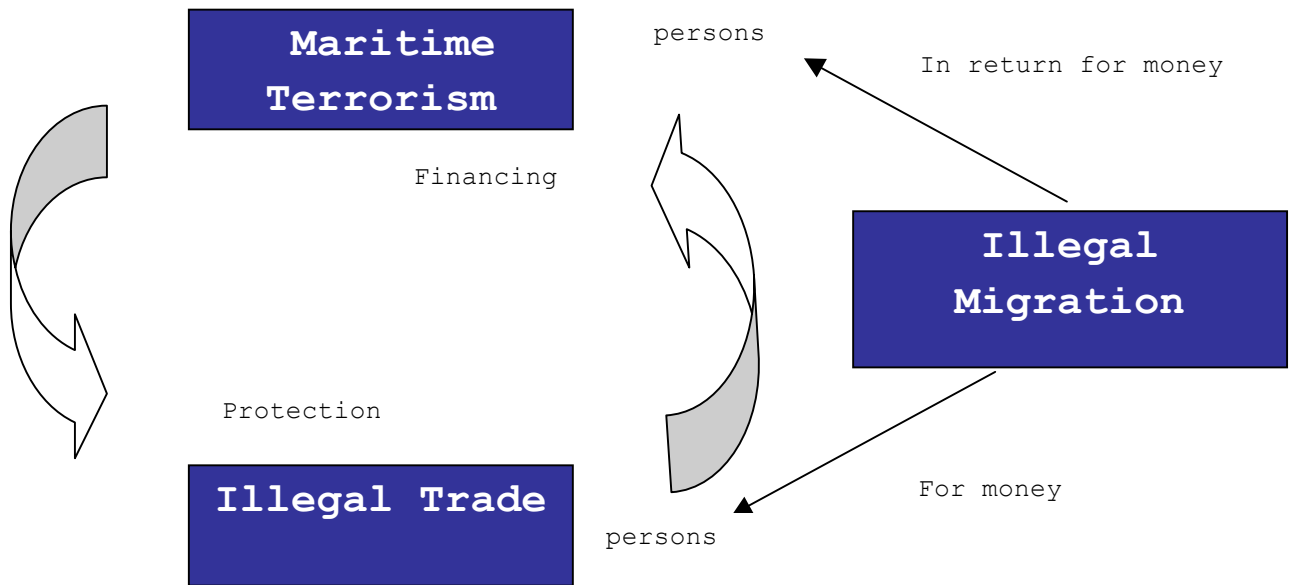 Maritime
Terrorism
persons
In return for money
Financing
Illegal
Migration
Protection
Illegal Trade
For money
persons